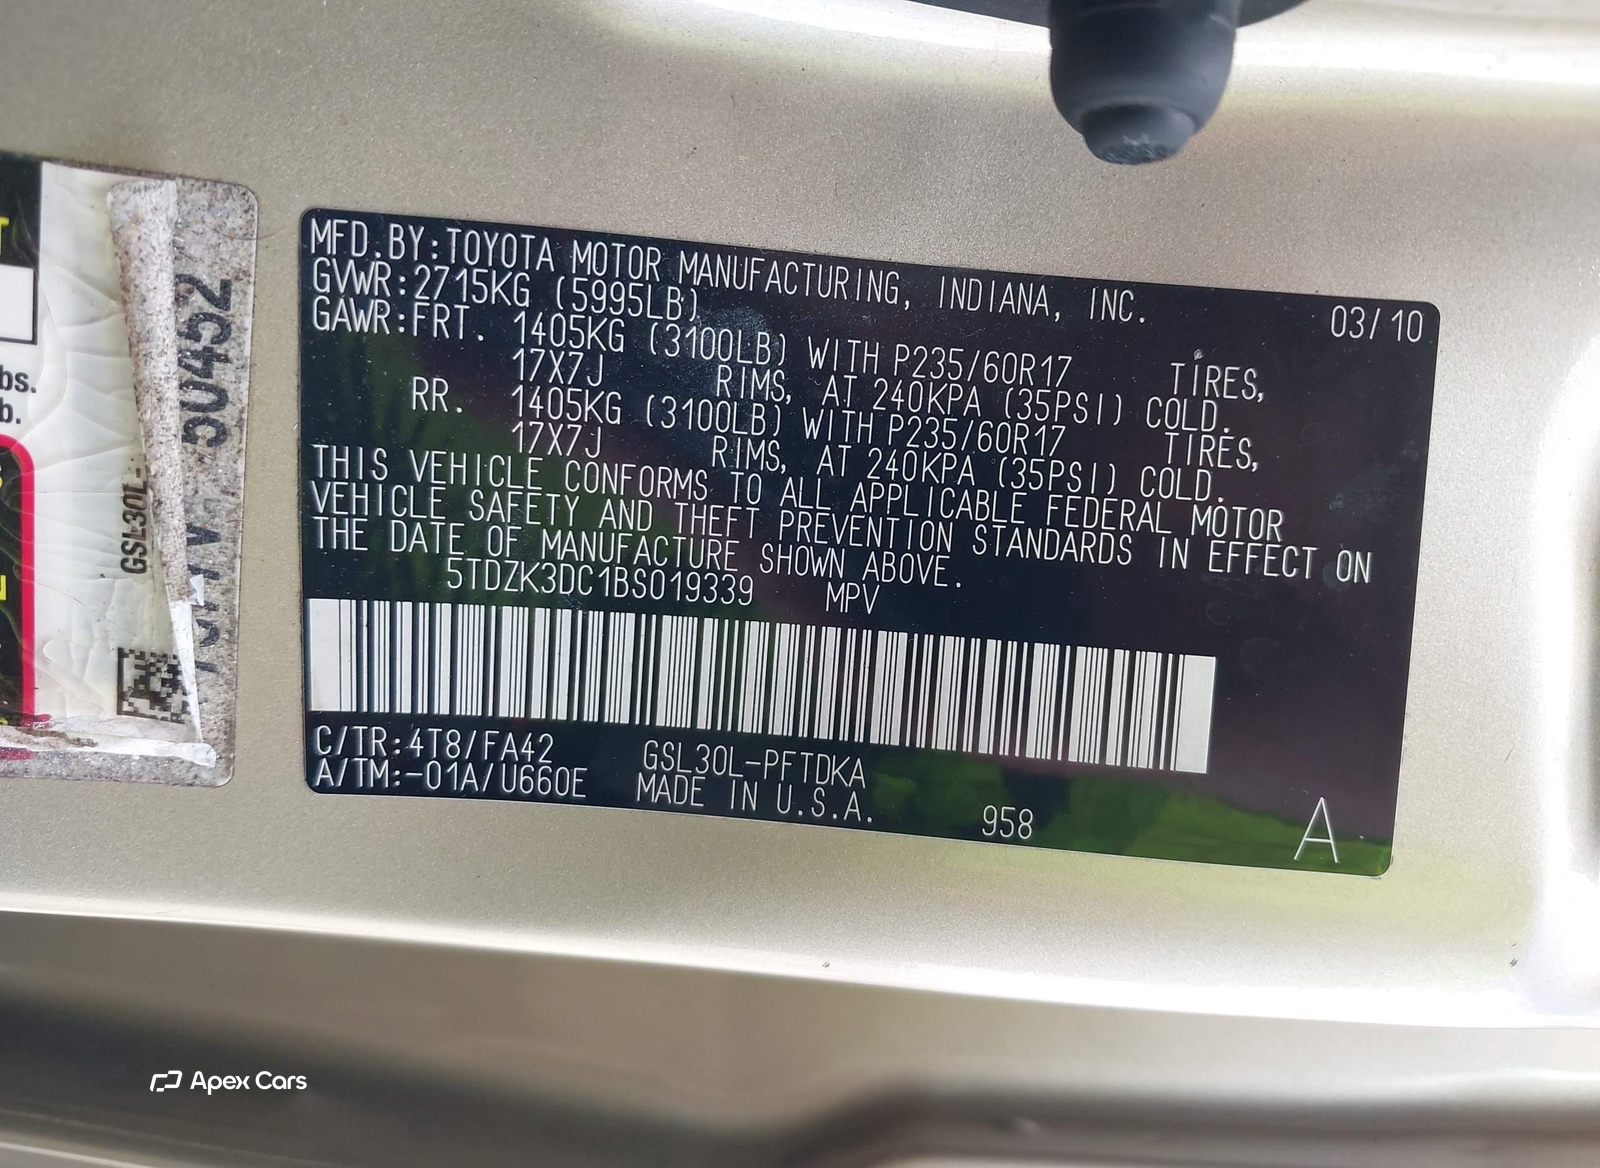 MFD.BY:TOYOTA MOTOR MANUFACTURING, INDIANA, INC. 03/10
GVWR:2715KG (5995LB)
GAWR:FRT. 1405KG (3100LB) WITH P235/60R17 TIRES,
17X7J RIMS, AT 240KPA (35PSI) COLD.
RR. 1405KG (3100LB) WITH P235/60R17 TIRES,
17X7J RIMS, AT 240KPA (35PSI) COLD.
THIS VEHICLE CONFORMS TO ALL APPLICABLE FEDERAL MOTOR
VEHICLE SAFETY AND THEFT PREVENTION STANDARDS IN EFFECT ON
THE DATE OF MANUFACTURE SHOWN ABOVE.
5TDZK3DC1BS019339 MPV
C/TR:4T8/FA42 GSL30L-PFTDKA
A/TM:-01A/U660E MADE IN U.S.A. 958 A
GSL30L
50452
bs.
b.
Apex Cars